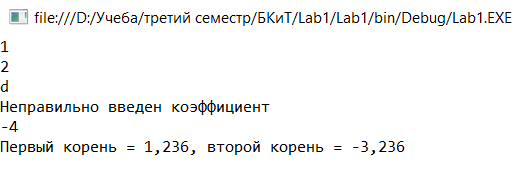 file:///D:/Учеба/третий семестр/БКиТ/Lab1/Lab1/bin/Debug/Lab1.EXE
1
2
d
Неправильно введен коэффициент
-4
Первый корень = 1,236, второй корень = -3,236